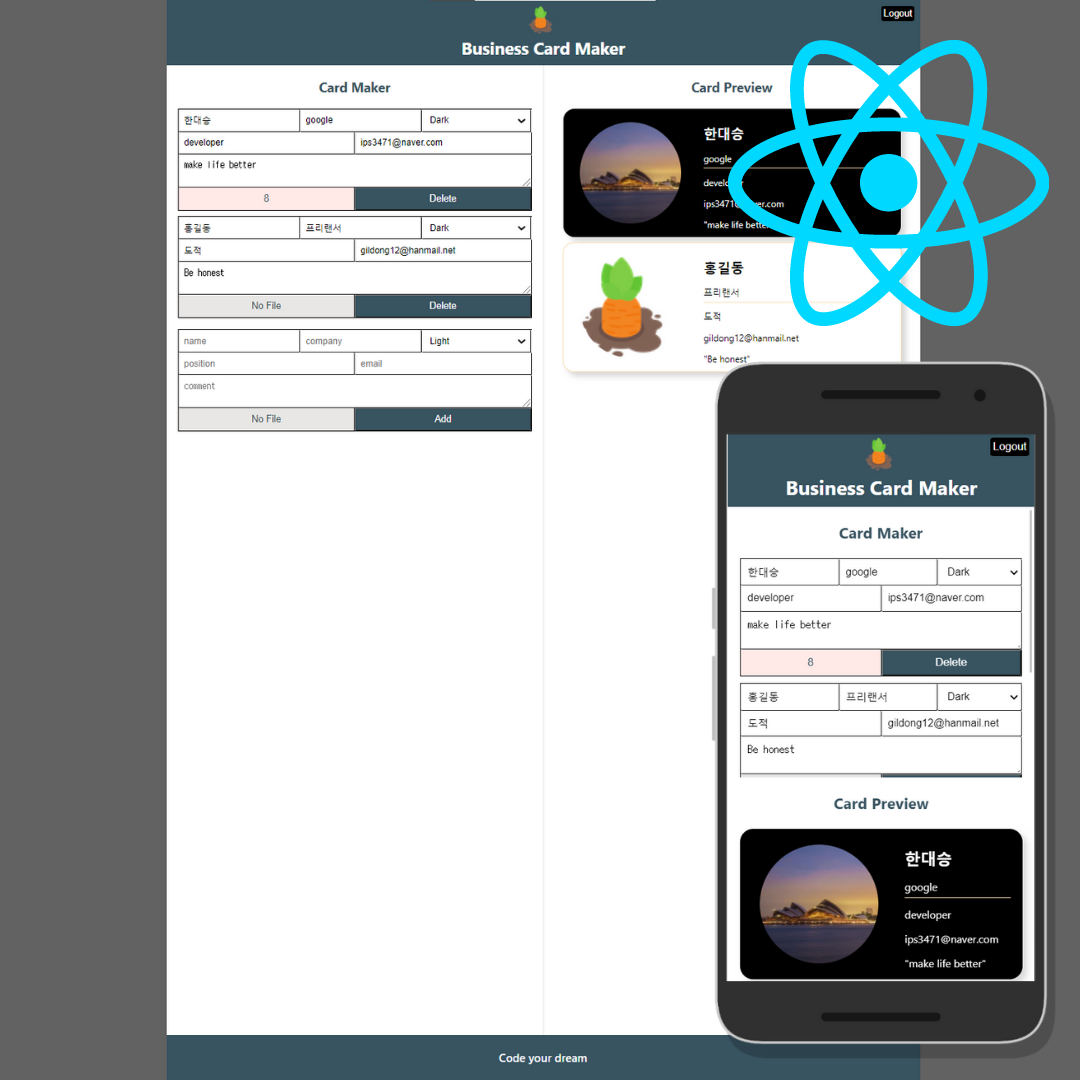 Logout
Business Card Maker
Card Maker
한대승 google Dark
developer ips3471@naver.com
make life better
8 Delete
홍길동 프리랜서 Dark
도적 gildong12@hanmail.net
Be honest
No File Delete
name company Light
position email
comment
No File Add
Card Preview
한대승
google
develo
ips3471@naver.com
"make life bette
홍길동
프리랜서
도적
gildong12@hanmail.net
"Be honest"
Code your dream
Logout
Business Card Maker
Card Maker
한대승 google Dark
developer ips3471@naver.com
make life better
8 Delete
홍길동 프리랜서 Dark
도적 gildong12@hanmail.net
Be honest
Card Preview
한대승
google
developer
ips3471@naver.com
"make life better"